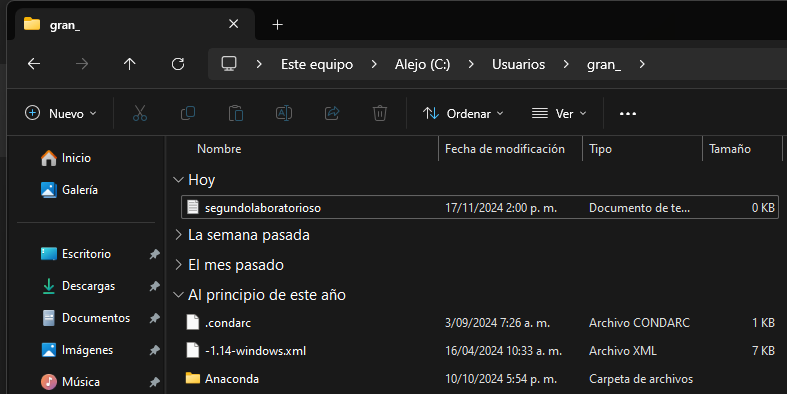 gran_
Este equipo > Alejo (C:) > Usuarios > gran_ >
Nuevo Ordenar Ver ...
Nombre Fecha de modificación Tipo Tamaño
Inicio
Galería
Escritorio
Descargas
Documentos
Imágenes
Música
Hoy
segundolaboratorioso 17/11/2024 2:00 p. m. Documento de te... 0 KB
La semana pasada
El mes pasado
Al principio de este año
.condarc 3/09/2024 7:26 a. m. Archivo CONDARC 1 KB
-1.14-windows.xml 16/04/2024 10:33 a. m. Archivo XML 7 KB
Anaconda 10/10/2024 5:54 p. m. Carpeta de archivos